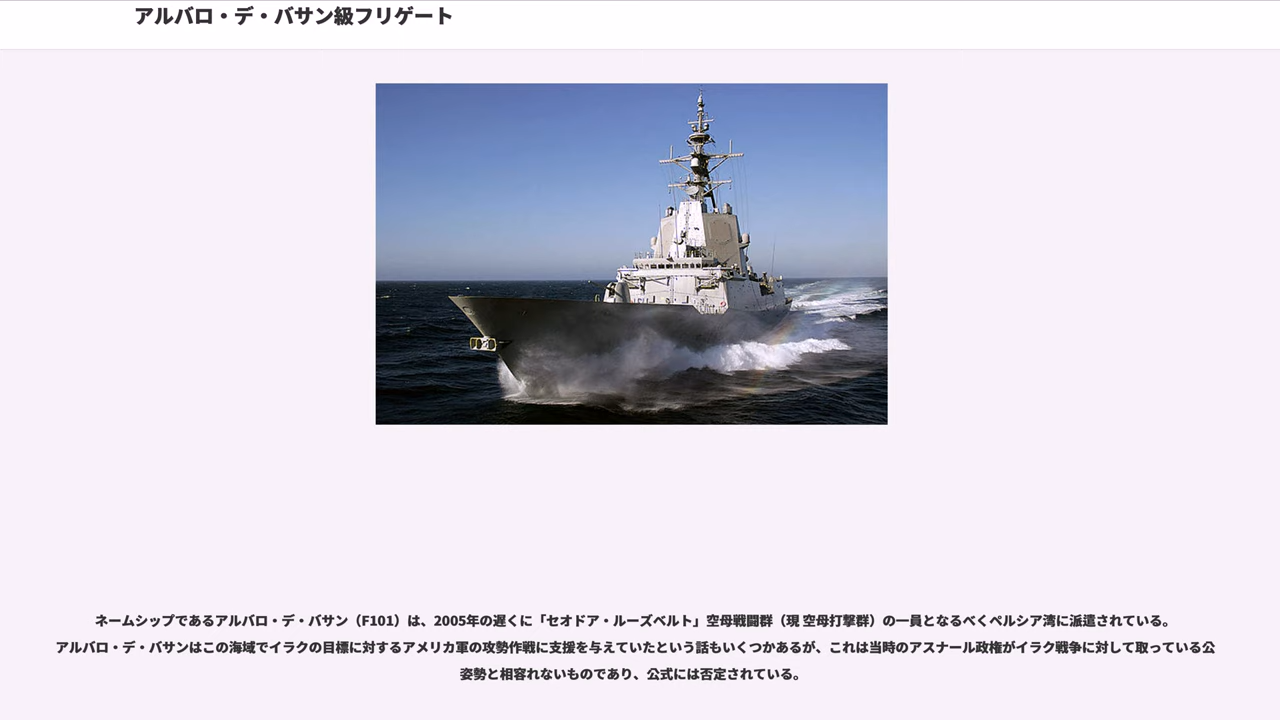 アルバロ・デ・バサン級フリゲート
ネームシップであるアルバロ・デ・バサン（F101）は、2005年の遅くに「セオドア・ルーズベルト」空母戦闘群（現 空母打撃群）の一員となるべくペルシア湾に派遣されている。
アルバロ・デ・バサンはこの海域でイラクの目標に対するアメリカ軍の攻勢作戦に支援を与えていたという話もいくつかあるが、これは当時のアスナール政権がイラク戦争に対して取っている公
姿勢と相容れないものであり、公式には否定されている。